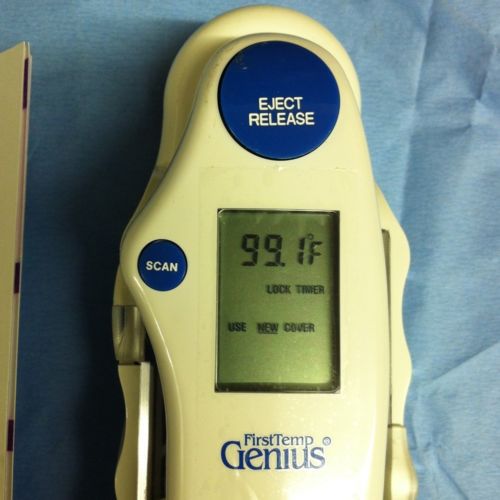 EJECT
RELEASE
SCAN
99.1°F
LOCK TIMER
USE NEW COVER
FirstTemp
Genius®